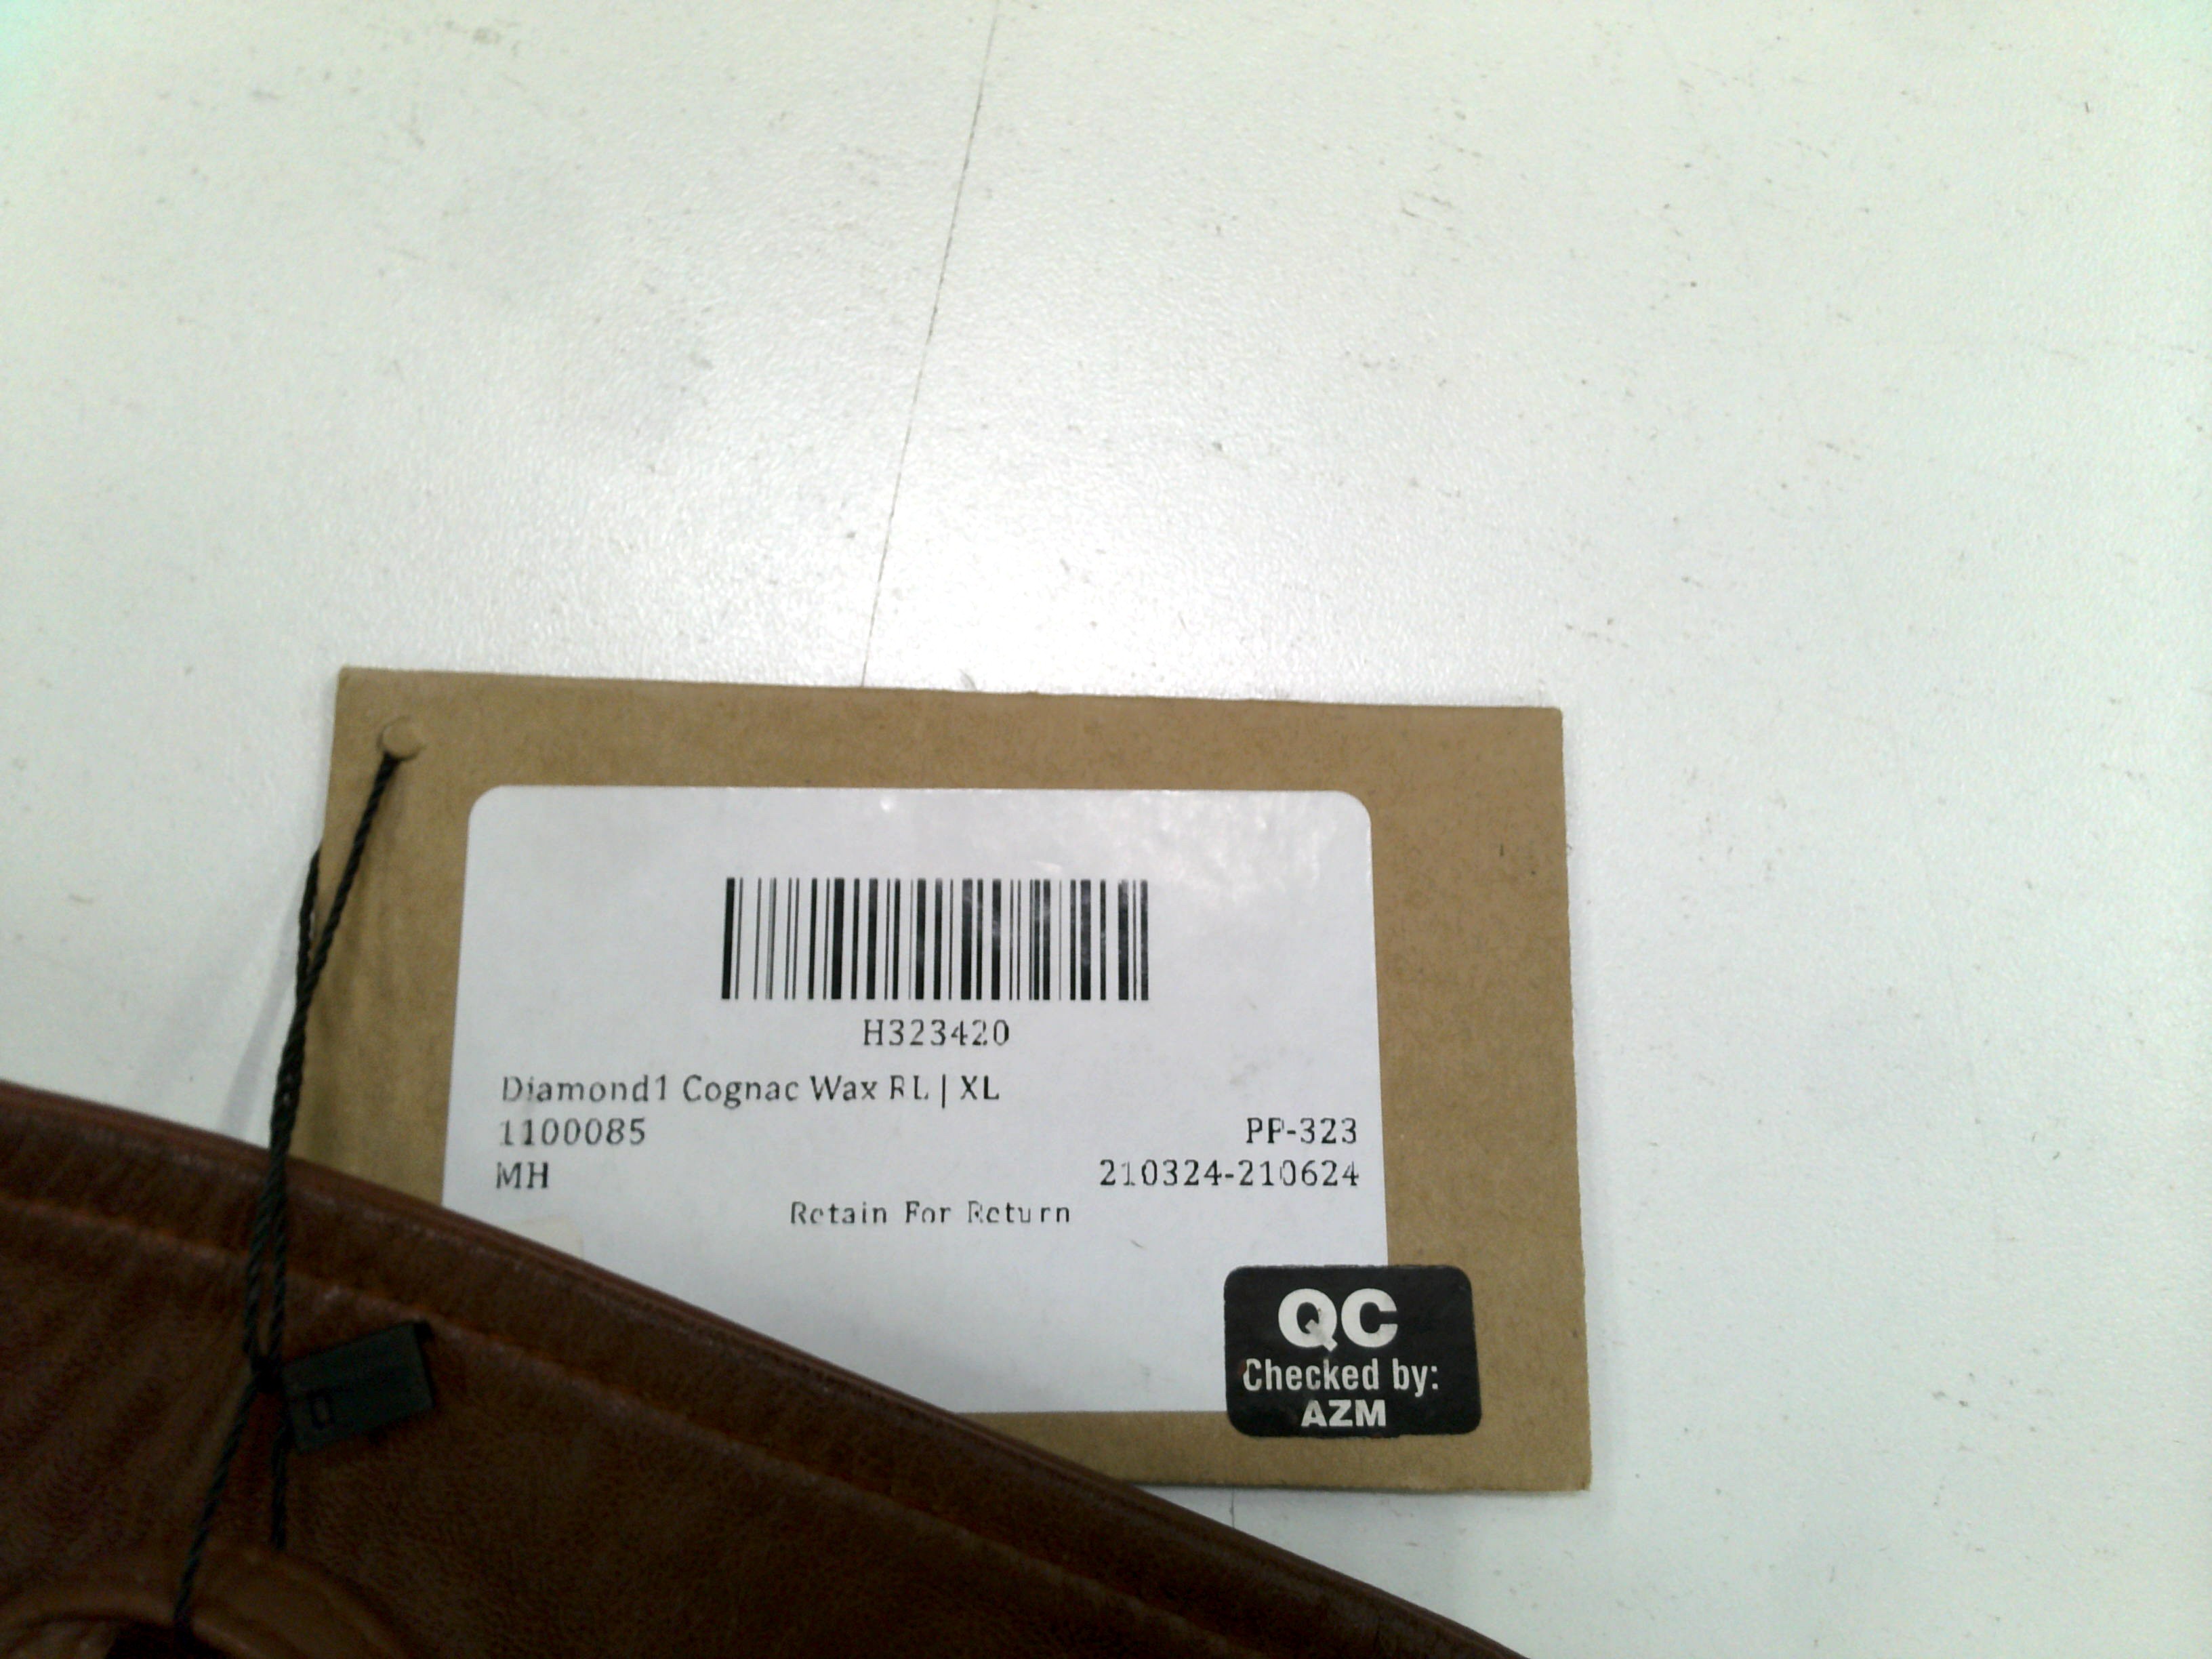 H323420
Diamond1 Cognac Wax RL | XL
1100085
PP-323
MH
210324-210624
Retain For Return
QC
Checked by:
AZM